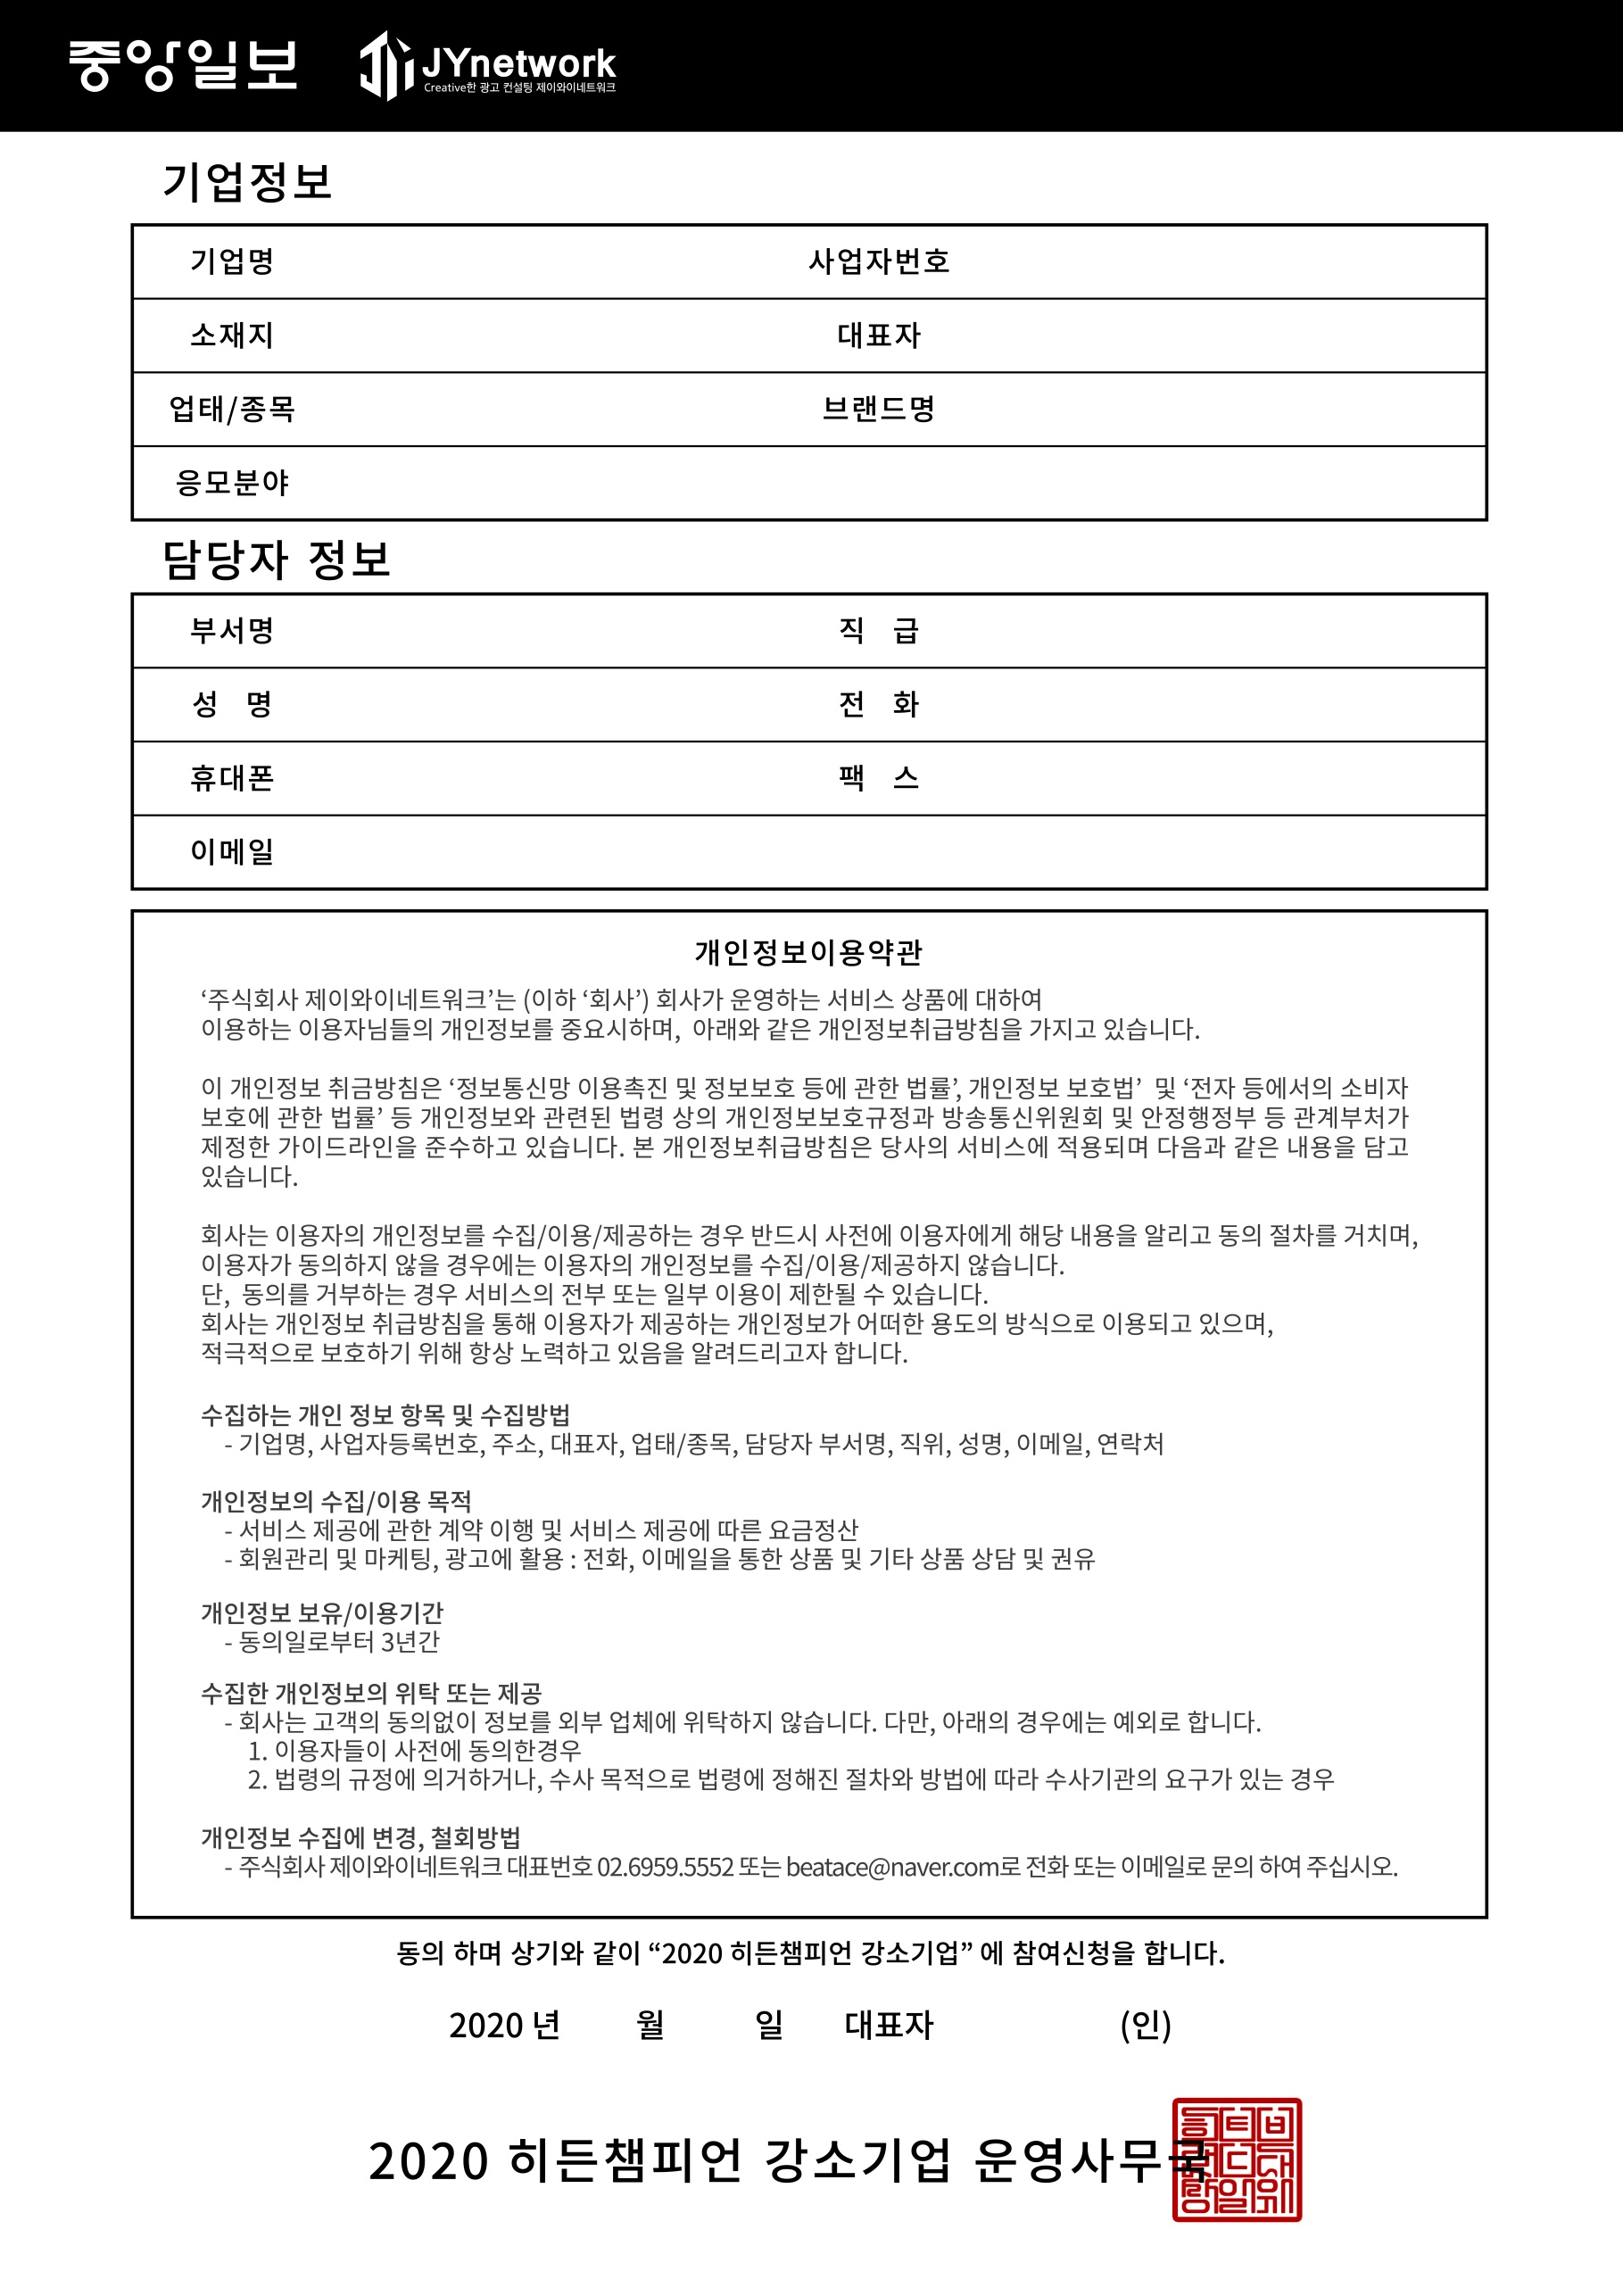 중앙일보
JYnetwork
Creative한 광고 컨설팅 제이와이네트워크
기업정보
기업명 사업자번호
소재지 대표자
업태/종목 브랜드명
응모분야
담당자 정보
부서명 직 급
성 명 전 화
휴대폰 팩 스
이메일
개인정보이용약관
‘주식회사 제이와이네트워크’는 (이하 ‘회사’) 회사가 운영하는 서비스 상품에 대하여
이용하는 이용자님들의 개인정보를 중요시하며, 아래와 같은 개인정보취급방침을 가지고 있습니다.
이 개인정보 취금방침은 ‘정보통신망 이용촉진 및 정보보호 등에 관한 법률’, 개인정보 보호법’ 및 ‘전자 등에서의 소비자
보호에 관한 법률’ 등 개인정보와 관련된 법령 상의 개인정보보호규정과 방송통신위원회 및 안정행정부 등 관계부처가
제정한 가이드라인을 준수하고 있습니다. 본 개인정보취급방침은 당사의 서비스에 적용되며 다음과 같은 내용을 담고
있습니다.
회사는 이용자의 개인정보를 수집/이용/제공하는 경우 반드시 사전에 이용자에게 해당 내용을 알리고 동의 절차를 거치며,
이용자가 동의하지 않을 경우에는 이용자의 개인정보를 수집/이용/제공하지 않습니다.
단, 동의를 거부하는 경우 서비스의 전부 또는 일부 이용이 제한될 수 있습니다.
회사는 개인정보 취급방침을 통해 이용자가 제공하는 개인정보가 어떠한 용도의 방식으로 이용되고 있으며,
적극적으로 보호하기 위해 항상 노력하고 있음을 알려드리고자 합니다.
수집하는 개인 정보 항목 및 수집방법
- 기업명, 사업자등록번호, 주소, 대표자, 업태/종목, 담당자 부서명, 직위, 성명, 이메일, 연락처
개인정보의 수집/이용 목적
- 서비스 제공에 관한 계약 이행 및 서비스 제공에 따른 요금정산
- 회원관리 및 마케팅, 광고에 활용 : 전화, 이메일을 통한 상품 및 기타 상품 상담 및 권유
개인정보 보유/이용기간
- 동의일로부터 3년간
수집한 개인정보의 위탁 또는 제공
- 회사는 고객의 동의없이 정보를 외부 업체에 위탁하지 않습니다. 다만, 아래의 경우에는 예외로 합니다.
1. 이용자들이 사전에 동의한경우
2. 법령의 규정에 의거하거나, 수사 목적으로 법령에 정해진 절차와 방법에 따라 수사기관의 요구가 있는 경우
개인정보 수집에 변경, 철회방법
- 주식회사 제이와이네트워크 대표번호 02.6959.5552 또는 beatace@naver.com로 전화 또는 이메일로 문의 하여 주십시오.
동의 하며 상기와 같이 “2020 히든챔피언 강소기업” 에 참여신청을 합니다.
2020 년 월 일 대표자 (인)
2020 히든챔피언 강소기업 운영사무국